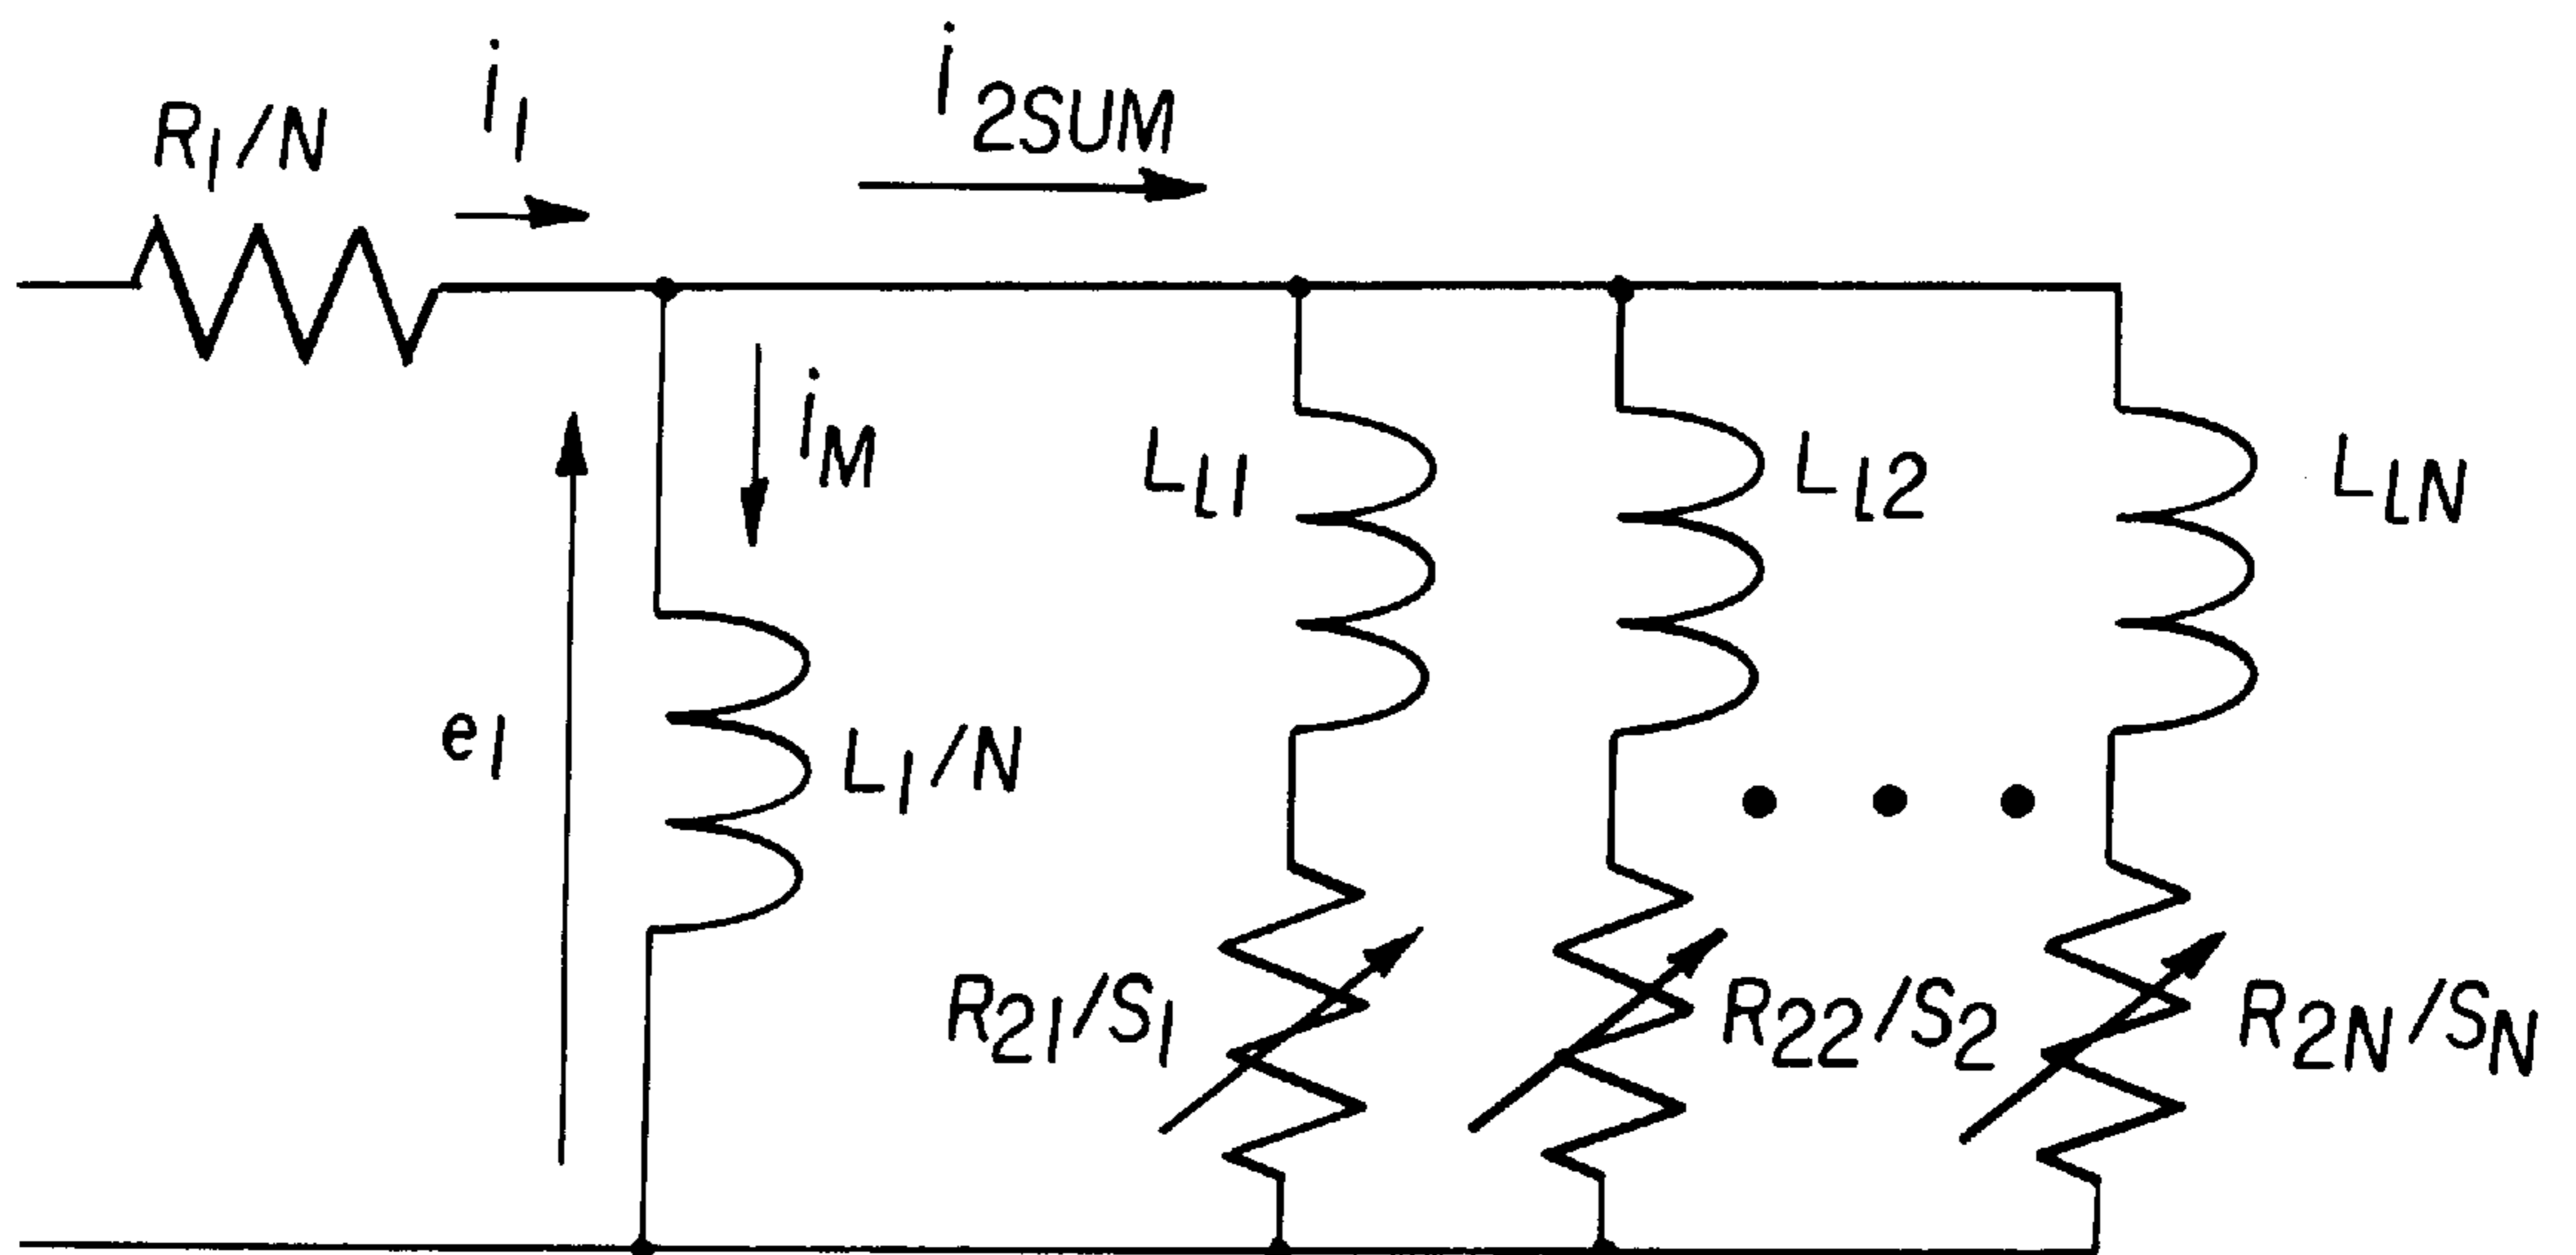 R1/N
i1
i2SUM
iM
e1
L1/N
Ll1
Ll2
LlN
R21/S1
R22/S2
R2N/SN